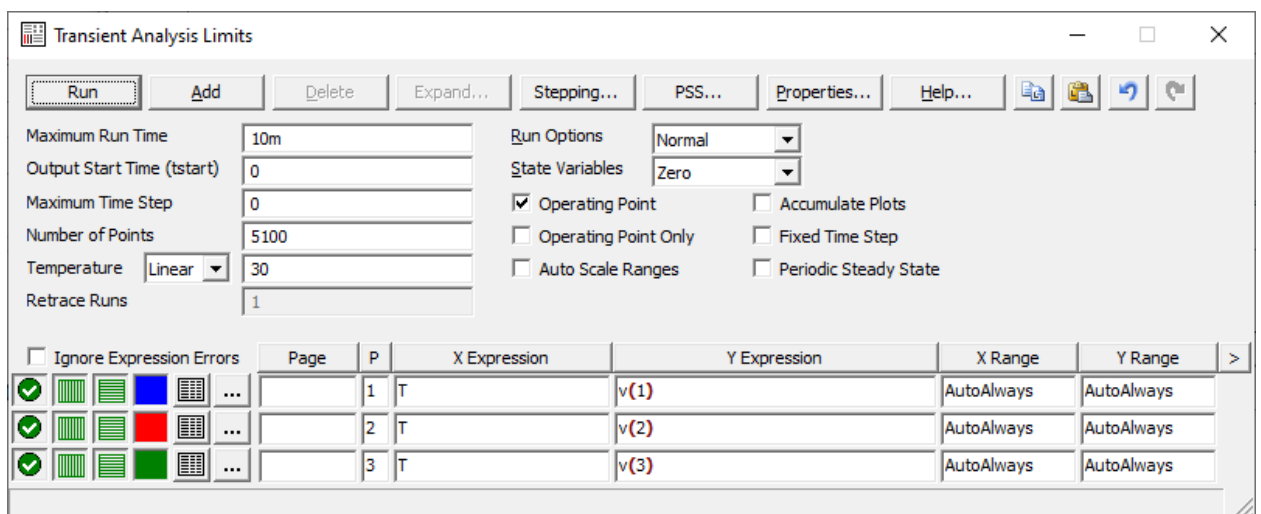 Transient Analysis Limits
Run Add Delete Expand... Stepping... PSS... Properties... Help...
Maximum Run Time 10m Run Options Normal
Output Start Time (tstart) 0 State Variables Zero
Maximum Time Step 0 Operating Point Accumulate Plots
Number of Points 5100 Operating Point Only Fixed Time Step
Temperature Linear 30 Auto Scale Ranges Periodic Steady State
Retrace Runs 1
Ignore Expression Errors Page P X Expression Y Expression X Range Y Range >
... 1 T v(1) AutoAlways AutoAlways
... 2 T v(2) AutoAlways AutoAlways
... 3 T v(3) AutoAlways AutoAlways